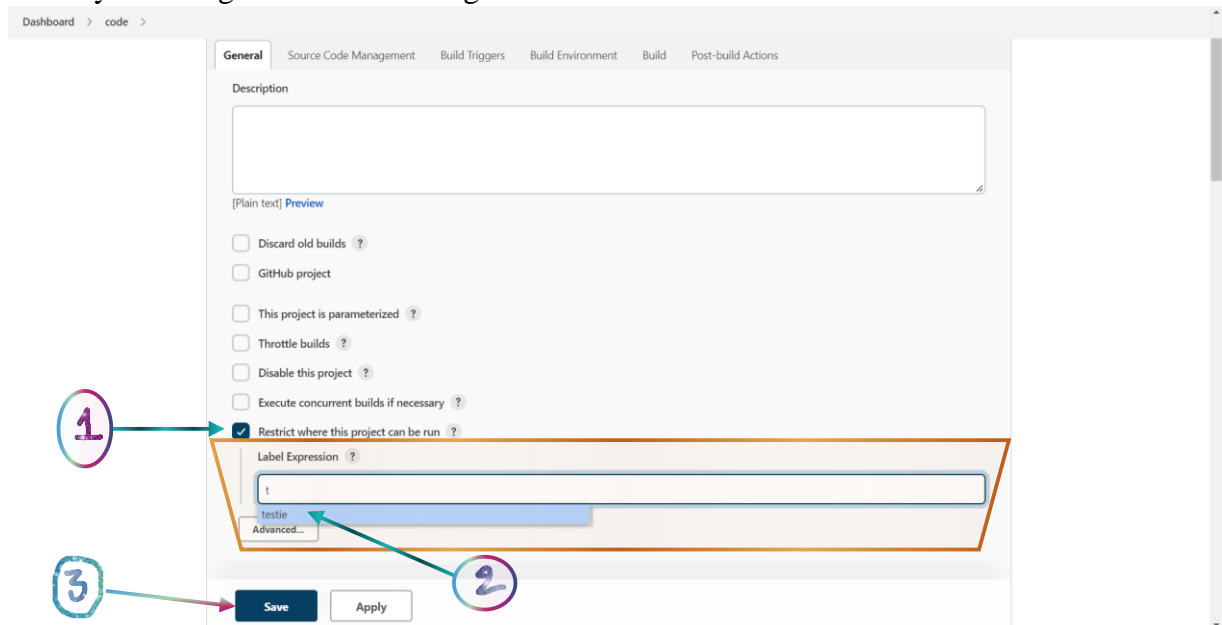 Dashboard > code >
General Source Code Management Build Triggers Build Environment Build Post-build Actions
Description
[Plain text] Preview
Discard old builds ?
GitHub project
This project is parameterized ?
Throttle builds ?
Disable this project ?
Execute concurrent builds if necessary ?
1
Restrict where this project can be run ?
Label Expression ?
t
testie
Advanced...
2
3
Save Apply